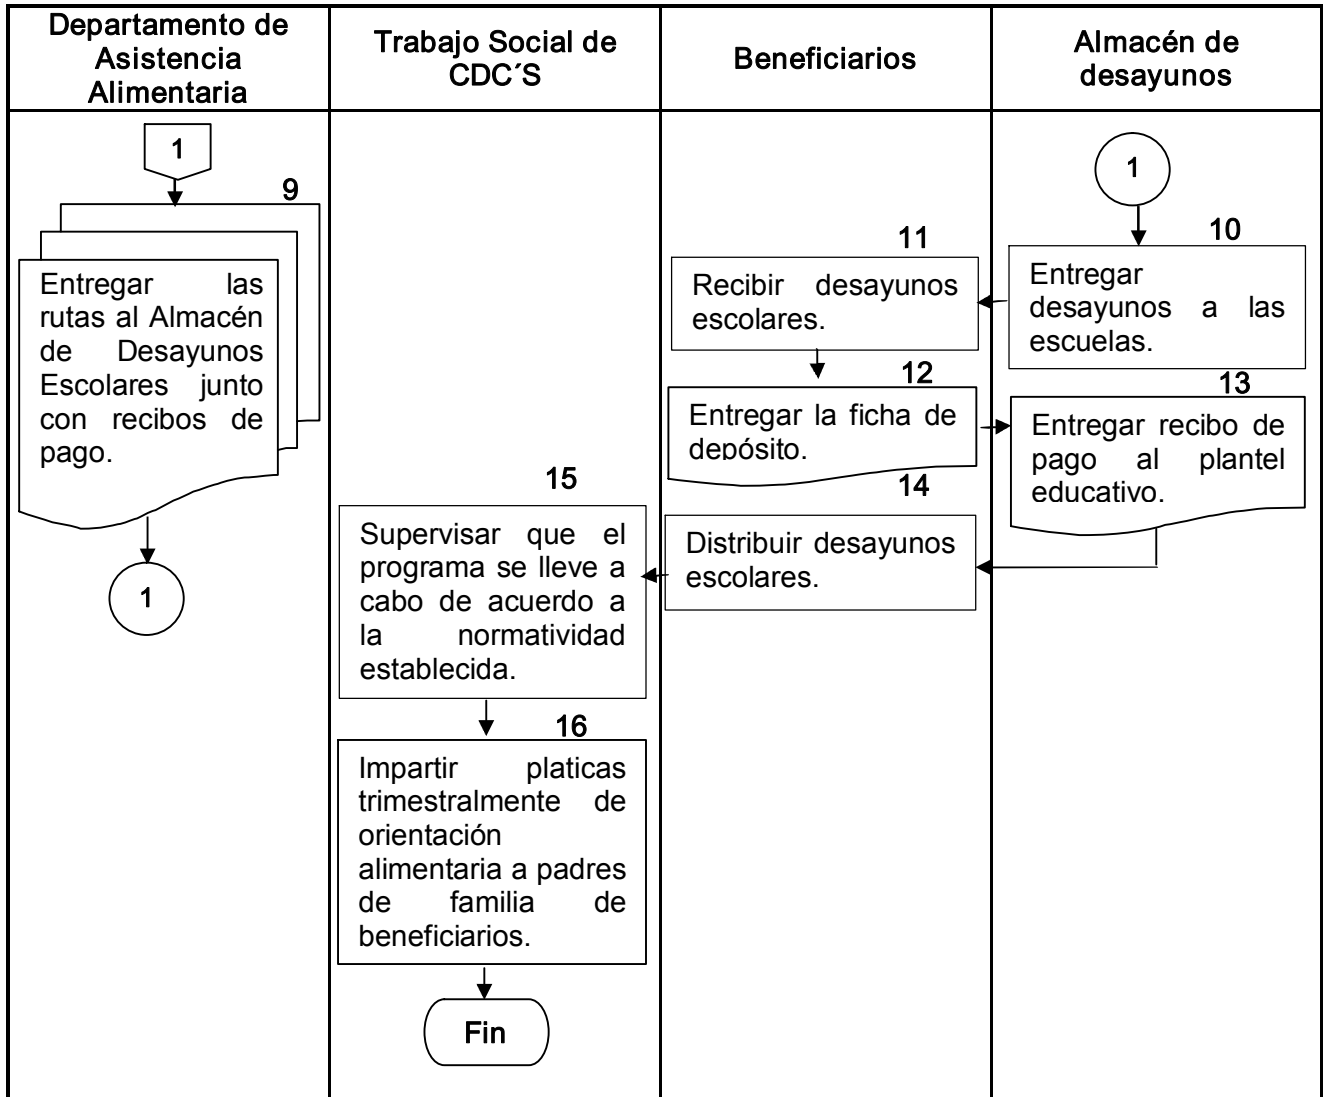 Departamento de
Asistencia
Alimentaria
Trabajo Social de
CDC´S
Beneficiarios
Almacén de
desayunos
1
9
Entregar las
rutas al Almacén
de Desayunos
Escolares junto
con recibos de
pago.
1
1
10
Entregar
desayunos a las
escuelas.
11
Recibir desayunos
escolares.
12
Entregar la ficha de
depósito.
13
Entregar recibo de
pago al plantel
educativo.
14
Distribuir desayunos
escolares.
15
Supervisar que el
programa se lleve a
cabo de acuerdo a
la normatividad
establecida.
16
Impartir platicas
trimestralmente de
orientación
alimentaria a padres
de familia de
beneficiarios.
Fin